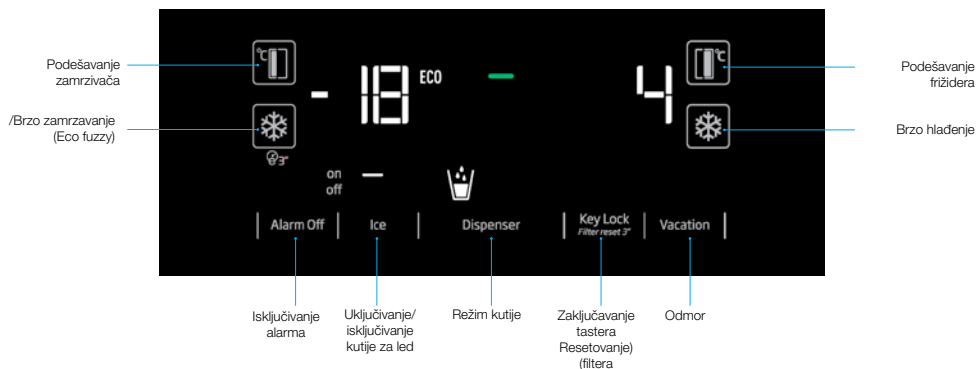 Podešavanje
zamrzivača
/Brzo zamrzavanje
(Eco fuzzy)
°C
- 18 ECO
4
°C
3"
on
off
Alarm Off
Ice
Dispenser
Key Lock
Filter reset 3"
Vacation
Podešavanje
frižidera
Brzo hlađenje
Isključivanje
alarma
Uključivanje/
isključivanje
kutije za led
Režim kutije
Zaključavanje
tastera
Resetovanje)
(filtera
Odmor